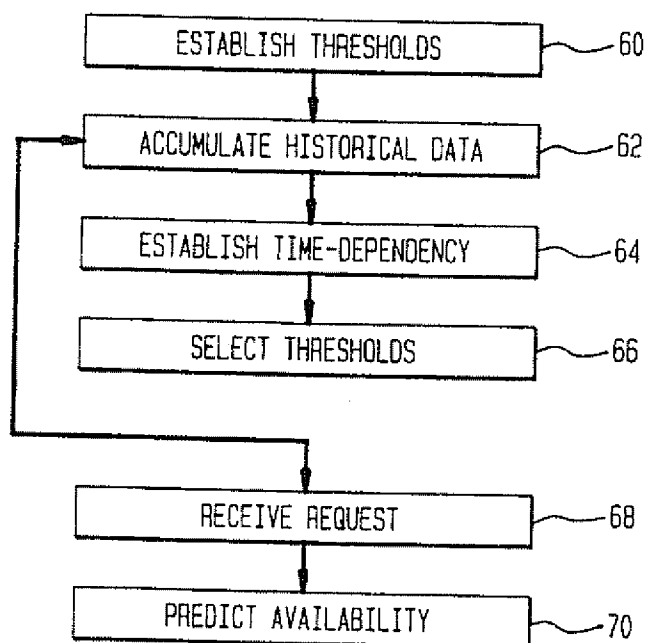 ESTABLISH THRESHOLDS 60
ACCUMULATE HISTORICAL DATA 62
ESTABLISH TIME-DEPENDENCY 64
SELECT THRESHOLDS 66
RECEIVE REQUEST 68
PREDICT AVAILABILITY 70